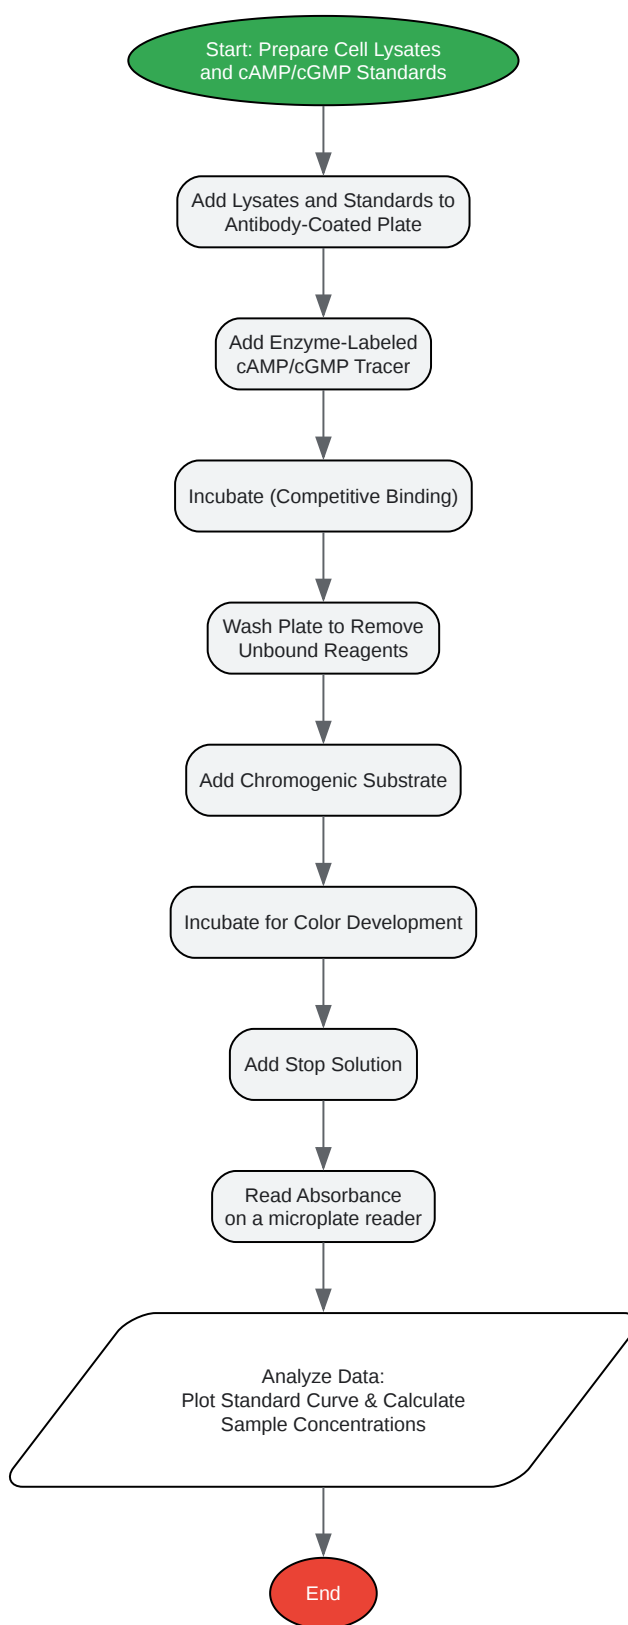 Start: Prepare Cell Lysates
and cAMP/cGMP Standards
Add Lysates and Standards to
Antibody-Coated Plate
Add Enzyme-Labeled
cAMP/cGMP Tracer
Incubate (Competitive Binding)
Wash Plate to Remove
Unbound Reagents
Add Chromogenic Substrate
Incubate for Color Development
Add Stop Solution
Read Absorbance
on a microplate reader
Analyze Data:
Plot Standard Curve & Calculate
Sample Concentrations
End